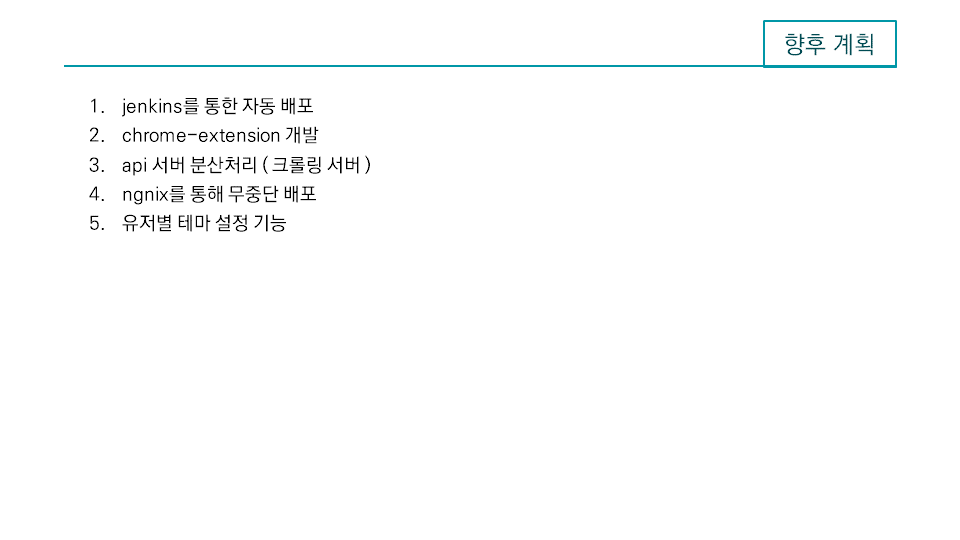 향후 계획
1. jenkins를 통한 자동 배포
2. chrome-extension 개발
3. api 서버 분산처리 ( 크롤링 서버 )
4. ngnix를 통해 무중단 배포
5. 유저별 테마 설정 기능